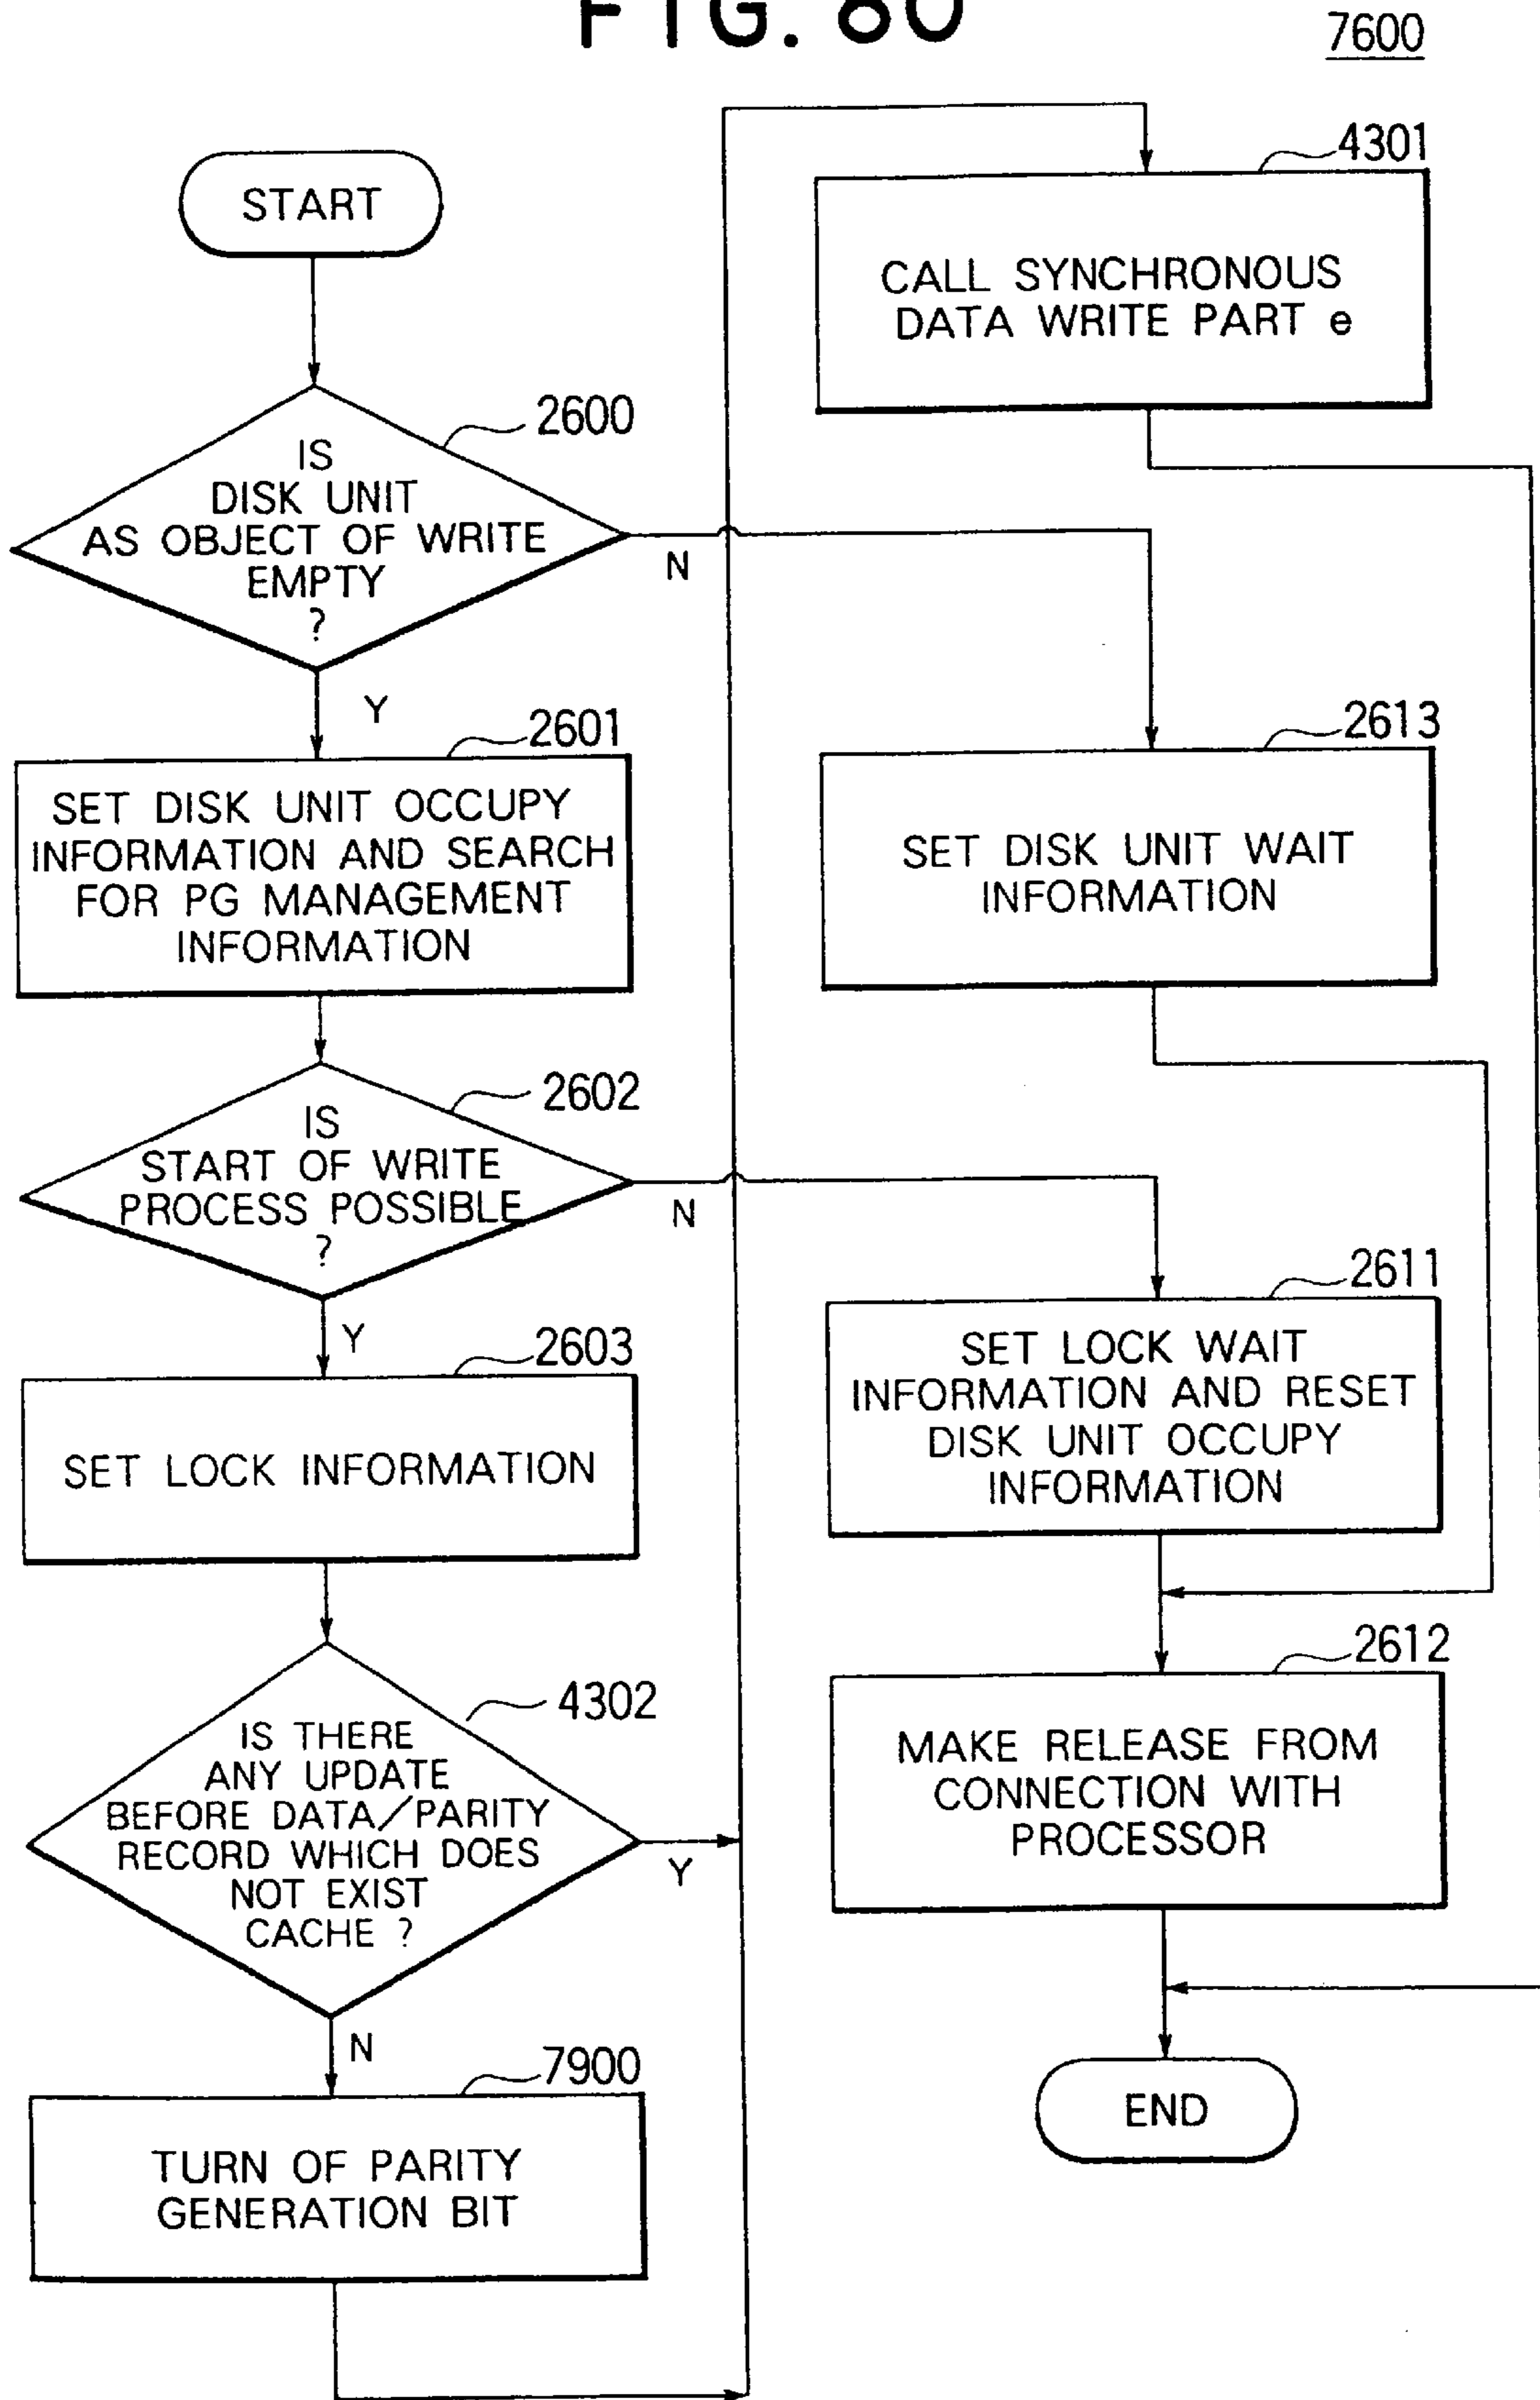 FIG.
7600
START
4301
CALL SYNCHRONOUS
DATA WRITE PART e
2600
IS
DISK UNIT
AS OBJECT OF WRITE
EMPTY
?
N
Y
2601
SET DISK UNIT OCCUPY
INFORMATION AND SEARCH
FOR PG MANAGEMENT
INFORMATION
2613
SET DISK UNIT WAIT
INFORMATION
2602
IS
START OF WRITE
PROCESS POSSIBLE
?
N
Y
2603
SET LOCK INFORMATION
2611
SET LOCK WAIT
INFORMATION AND RESET
DISK UNIT OCCUPY
INFORMATION
4302
IS THERE
ANY UPDATE
BEFORE DATA/PARITY
RECORD WHICH DOES
NOT EXIST
CACHE ?
Y
N
2612
MAKE RELEASE FROM
CONNECTION WITH
PROCESSOR
7900
TURN OF PARITY
GENERATION BIT
END